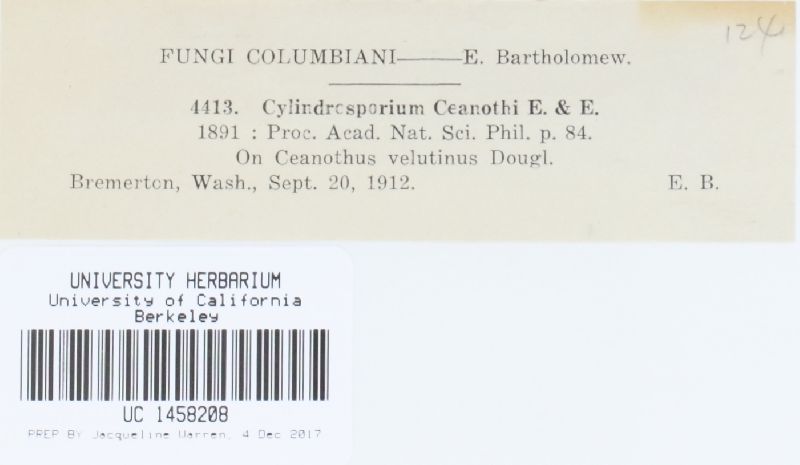 124
FUNGI COLUMBIANI——E. Bartholomew.
4413. Cylindrosporium Ceanothi E. & E.
1891 : Proc. Acad. Nat. Sci. Phil. p. 84.
On Ceanothus velutinus Dougl.
Bremerton, Wash., Sept. 20, 1912. E. B.
UNIVERSITY HERBARIUM
University of California
Berkeley
UC 1458208
PREP BY Jacqueline Warren, 4 Dec 2017